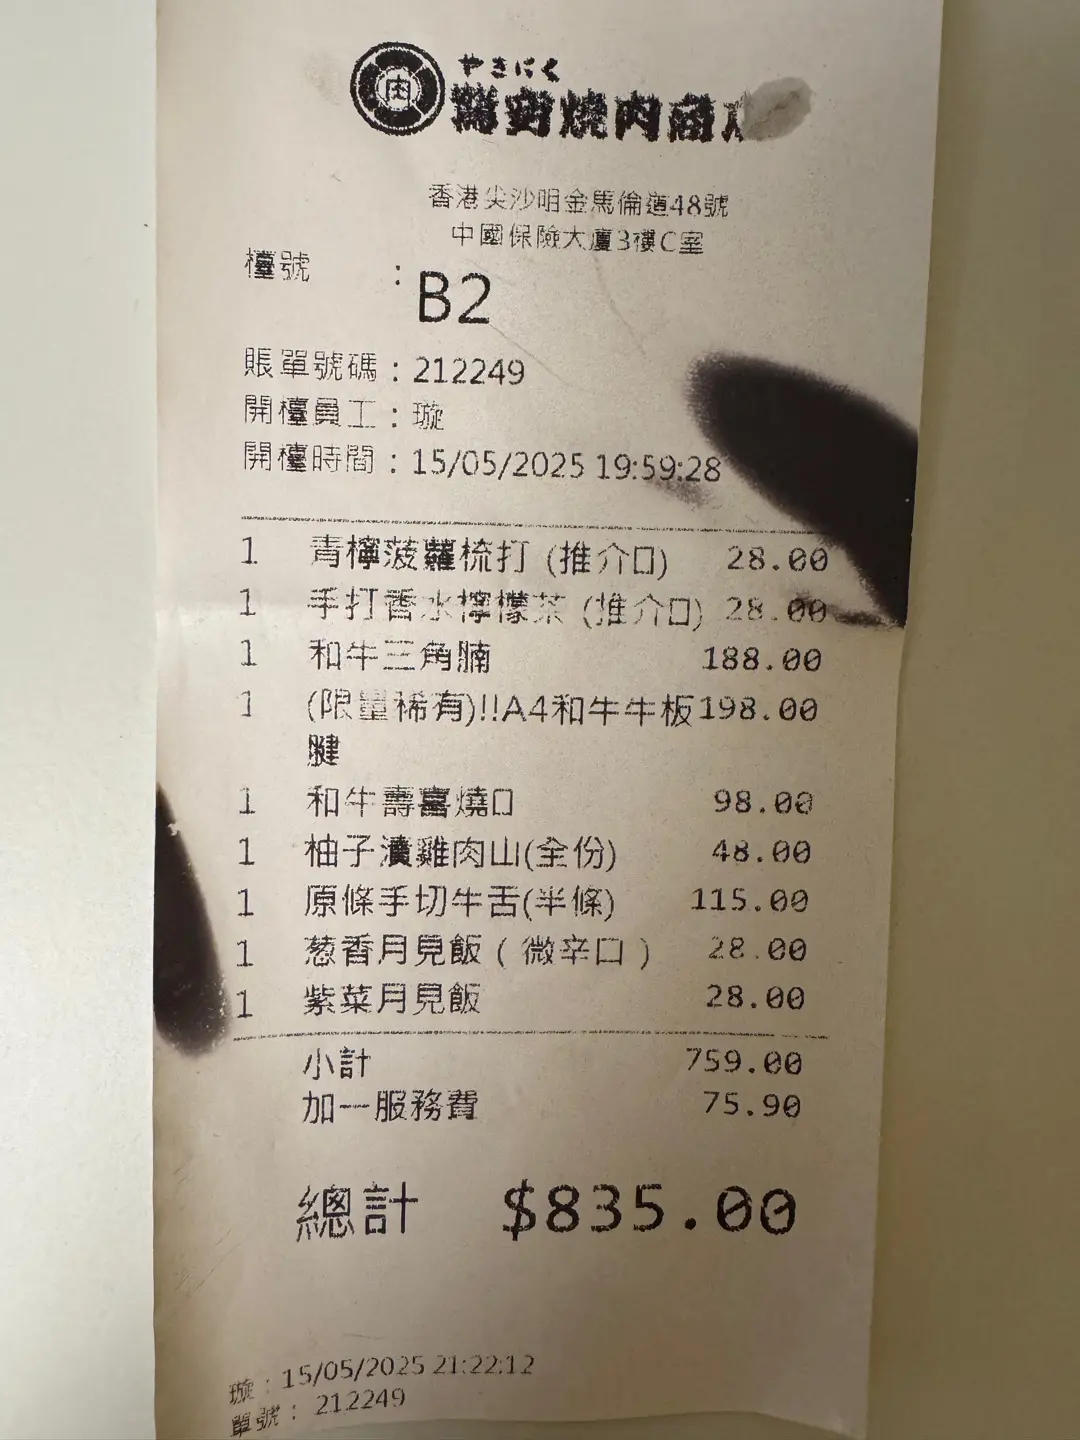 肉
やきにく
燒肉商
香港尖沙咀金馬倫道48號
中國保險大廈3樓C室
檯號 : B2
賬單號碼 : 212249
開檯員工 : 璇
開檯時間 : 15/05/2025 19:59:28
1 青檸菠蘿梳打 (推介口) 28.00
1 手打香水檸檬茶 (推介口) 28.00
1 和牛三角腩 188.00
1 (限量稀有)!!A4和牛牛板 198.00
腱
1 和牛壽喜燒口 98.00
1 柚子漬雞肉山(全份) 48.00
1 原條手切牛舌(半條) 115.00
1 葱香月見飯 ( 微辛口 ) 28.00
1 紫菜月見飯 28.00
小計 759.00
加一服務費 75.90
總計 $835.00
璇 : 15/05/2025 21:22:12
單號 : 212249